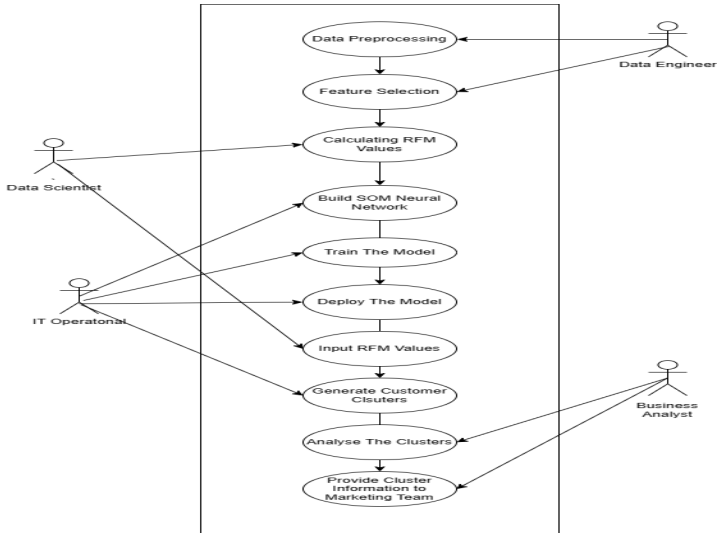 Data Preprocessing
Data Engineer
Feature Selection
Calculating RFM
Values
Data Scientist
Build SOM Neural
Network
Train The Model
Deploy The Model
IT Operatonal
Input RFM Values
Generate Customer
Clsuters
Business
Analyst
Analyse The Clusters
Provide Cluster
Information to
Marketing Team